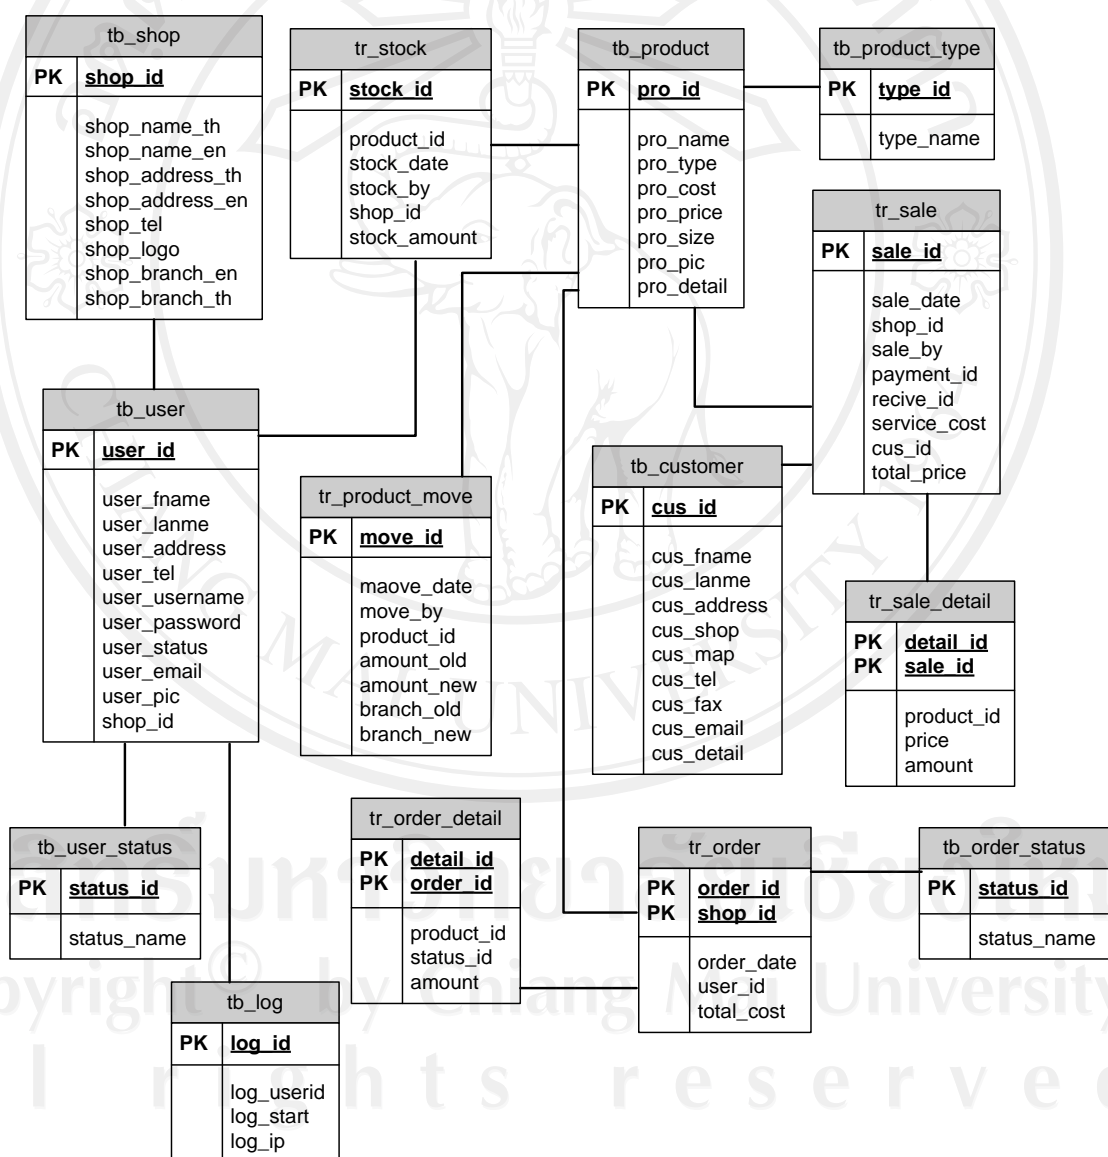 tb_shop
PK shop_id
shop_name_th
shop_name_en
shop_address_th
shop_address_en
shop_tel
shop_logo
shop_branch_en
shop_branch_th
tr_stock
PK stock_id
product_id
stock_date
stock_by
shop_id
stock_amount
tb_product
PK pro_id
pro_name
pro_type
pro_cost
pro_price
pro_size
pro_pic
pro_detail
tb_product_type
PK type_id
type_name
tr_sale
PK sale_id
sale_date
shop_id
sale_by
payment_id
recive_id
service_cost
cus_id
total_price
tb_user
PK user_id
user_fname
user_lanme
user_address
user_tel
user_username
user_password
user_status
user_email
user_pic
shop_id
tr_product_move
PK move_id
maove_date
move_by
product_id
amount_old
amount_new
branch_old
branch_new
tb_customer
PK cus_id
cus_fname
cus_lanme
cus_address
cus_shop
cus_map
cus_tel
cus_fax
cus_email
cus_detail
tr_sale_detail
PK detail_id
PK sale_id
product_id
price
amount
tb_user_status
PK status_id
status_name
tr_order_detail
PK detail_id
PK order_id
product_id
status_id
amount
tr_order
PK order_id
PK shop_id
order_date
user_id
total_cost
tb_order_status
PK status_id
status_name
tb_log
PK log_id
log_userid
log_start
log_ip
MAI UNIVERSITY
© by Chiang Mai University
rights reserved